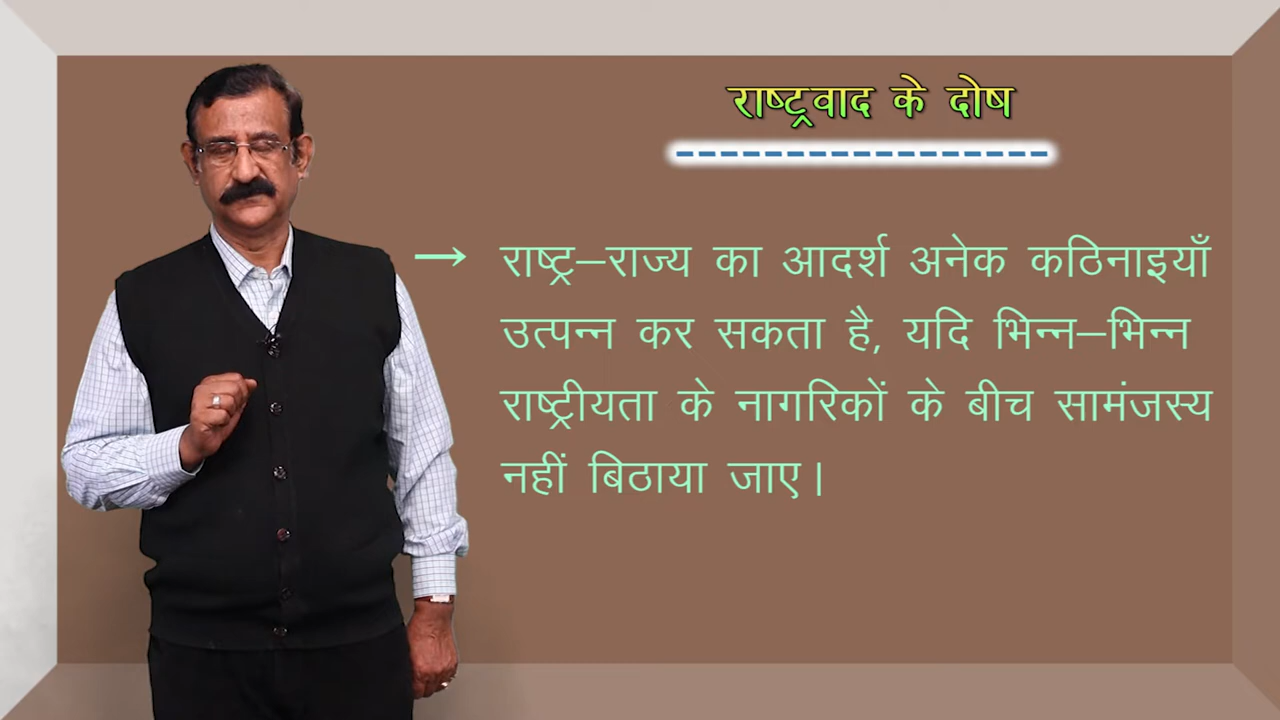 राष्ट्रवाद के दोष
→ राष्ट्र–राज्य का आदर्श अनेक कठिनाइयाँ
उत्पन्न कर सकता है, यदि भिन्न–भिन्न
राष्ट्रीयता के नागरिकों के बीच सामंजस्य
नहीं बिठाया जाए।